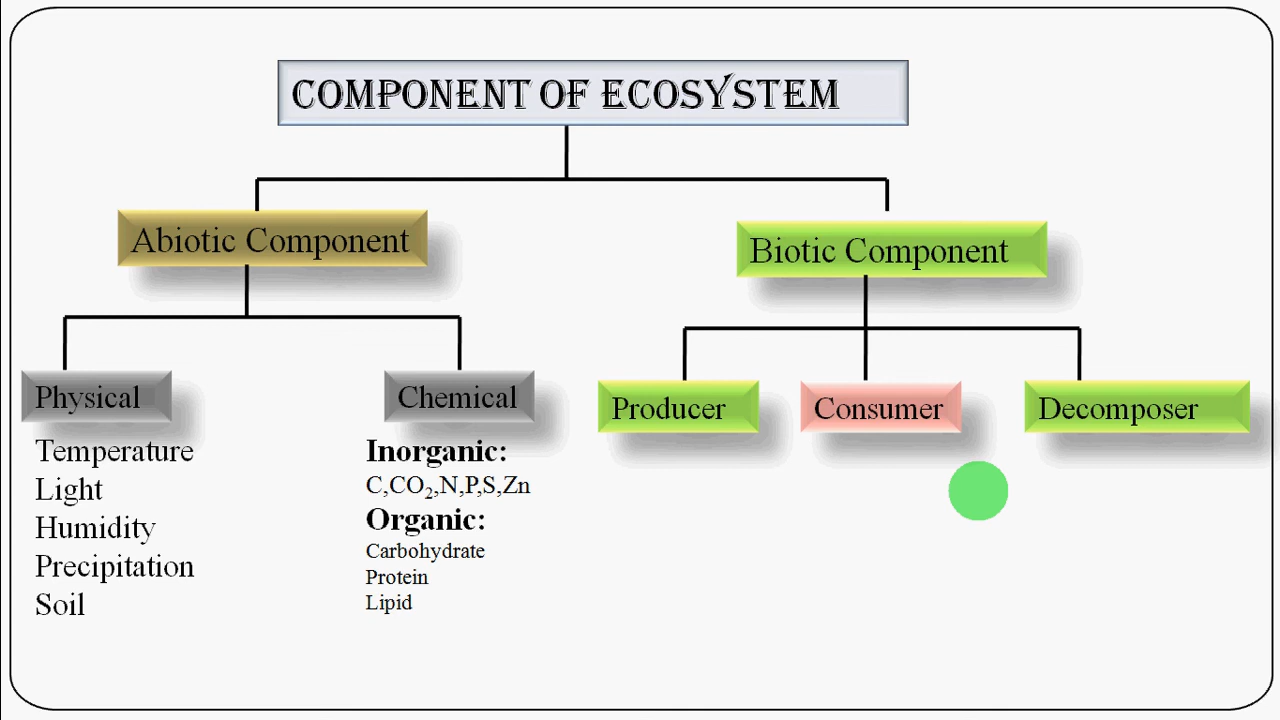 COMPONENT OF ECOSYSTEM
Abiotic Component
Biotic Component
Physical
Chemical
Producer
Consumer
Decomposer
Temperature
Light
Humidity
Precipitation
Soil
Inorganic:
C,CO₂,N,P,S,Zn
Organic:
Carbohydrate
Protein
Lipid